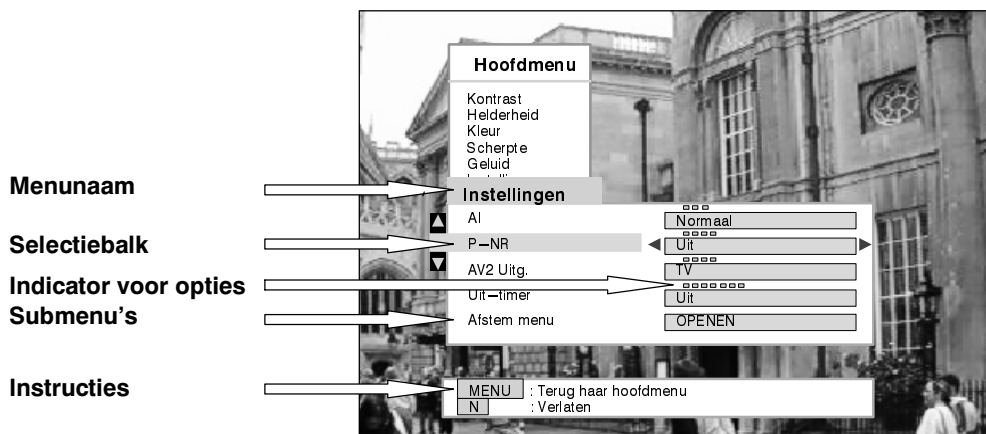 Hoofdmenu
Kontrast
Helderheid
Kleur
Scherpte
Geluid
Menunaam
Instellingen
AI
Normaal
Selectiebalk
P–NR
Uit
AV2 Uitg.
TV
Indicator voor opties
Uit–timer
Uit
Submenu's
Afstem menu
OPENEN
Instructies
MENU : Terug haar hoofdmenu
N : Verlaten